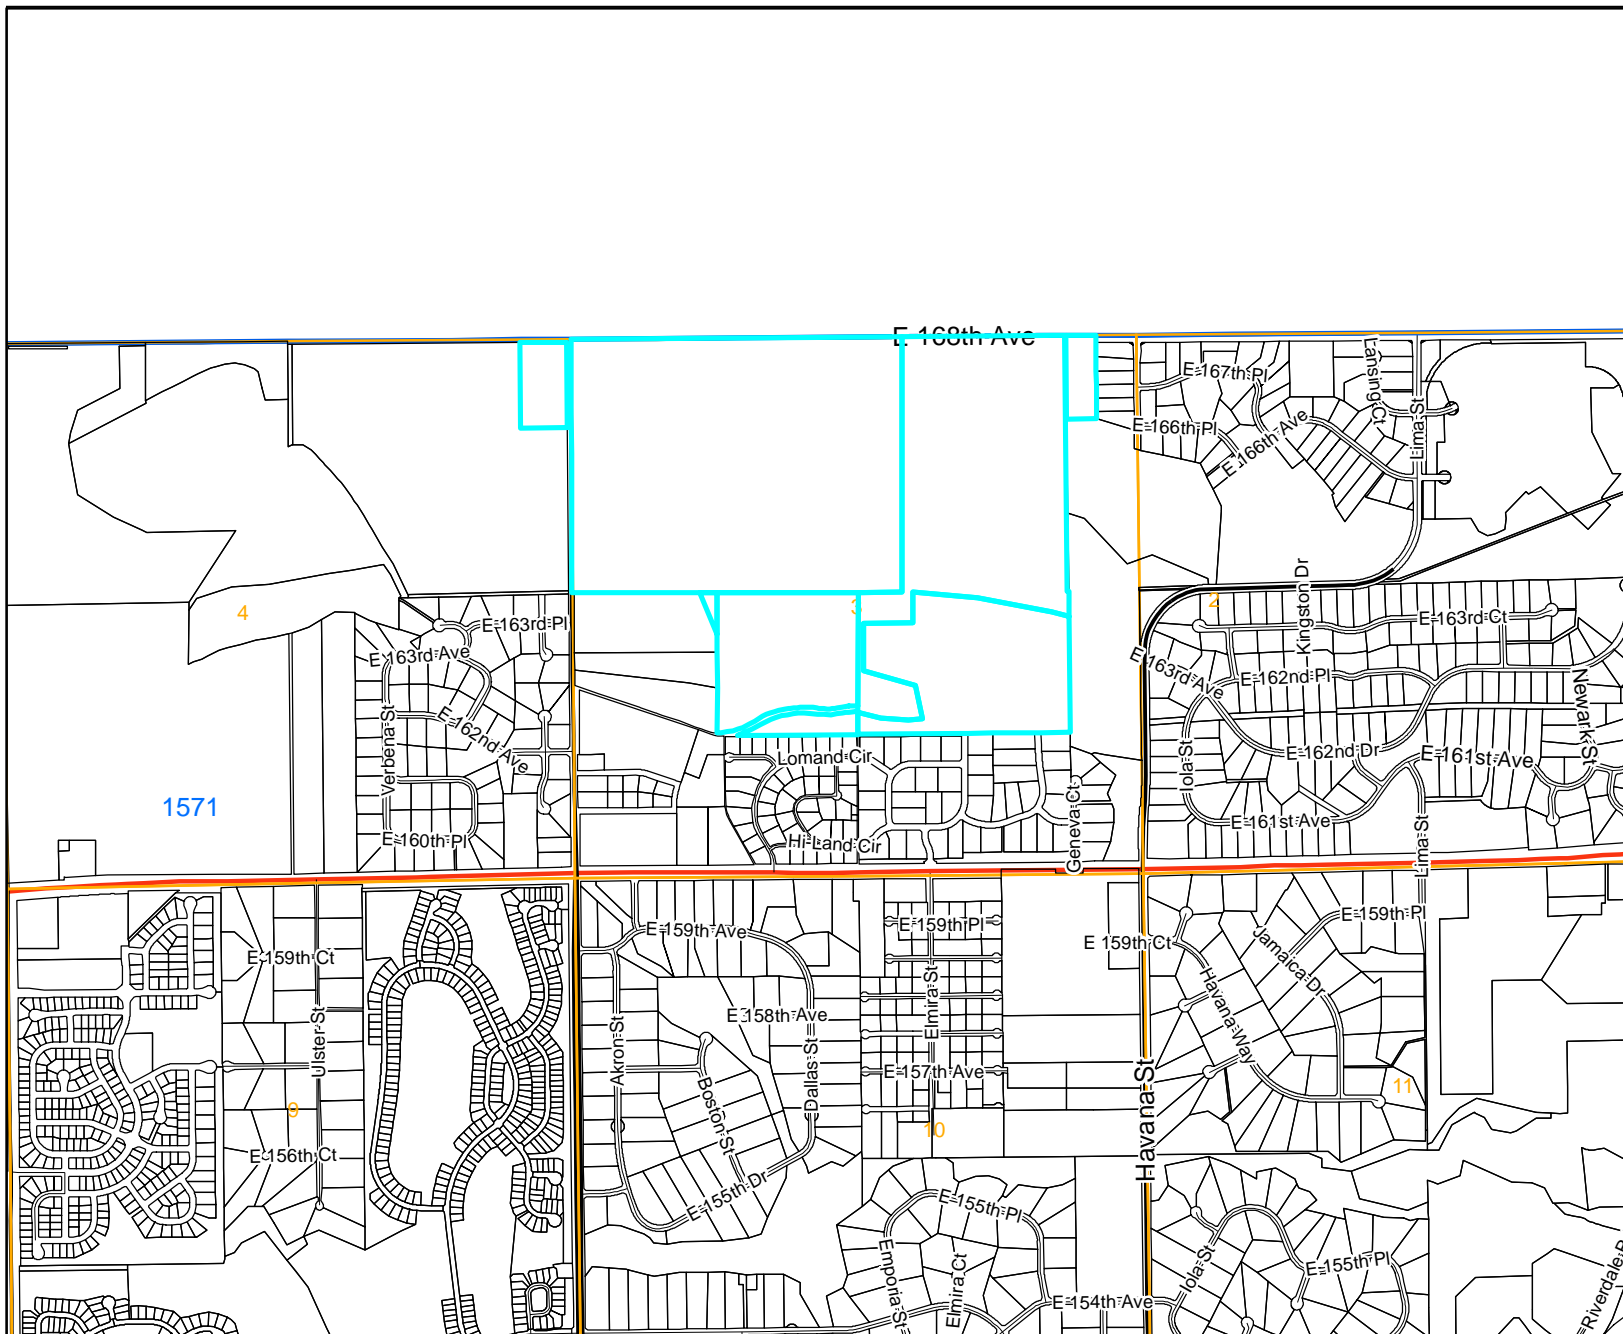 E 168th Ave
E 167th Pl
Lansing Ct
Lima St
E 166th Pl
E 166th Ave
4
3
2
Kingston Dr
E 163rd Pl
E 163rd Ct
E 163rd Ave
E 163rd Ave
E 162nd Pl
Newark St
Verbena St
E 162nd Ave
Iola St
E 162nd Dr
E 161st Ave
Lomand Cir
1571
Geneva Ct
E 161st Ave
E 160th Pl
Hi-Land Cir
Lima St
E 159th Ave
E 159th Pl
E 159th Pl
E 159th Ct
E 159th Ct
Jamaica Dr
Havana Way
Elmira St
Ulster St
E 158th Ave
Akron St
Dallas St
E 157th Ave
Boston St
Havana St
11
9
10
E 156th Ct
E 155th Dr
E 155th Pl
Emporia St
Elmira Ct
Iola St
E 155th Pl
E 154th Ave